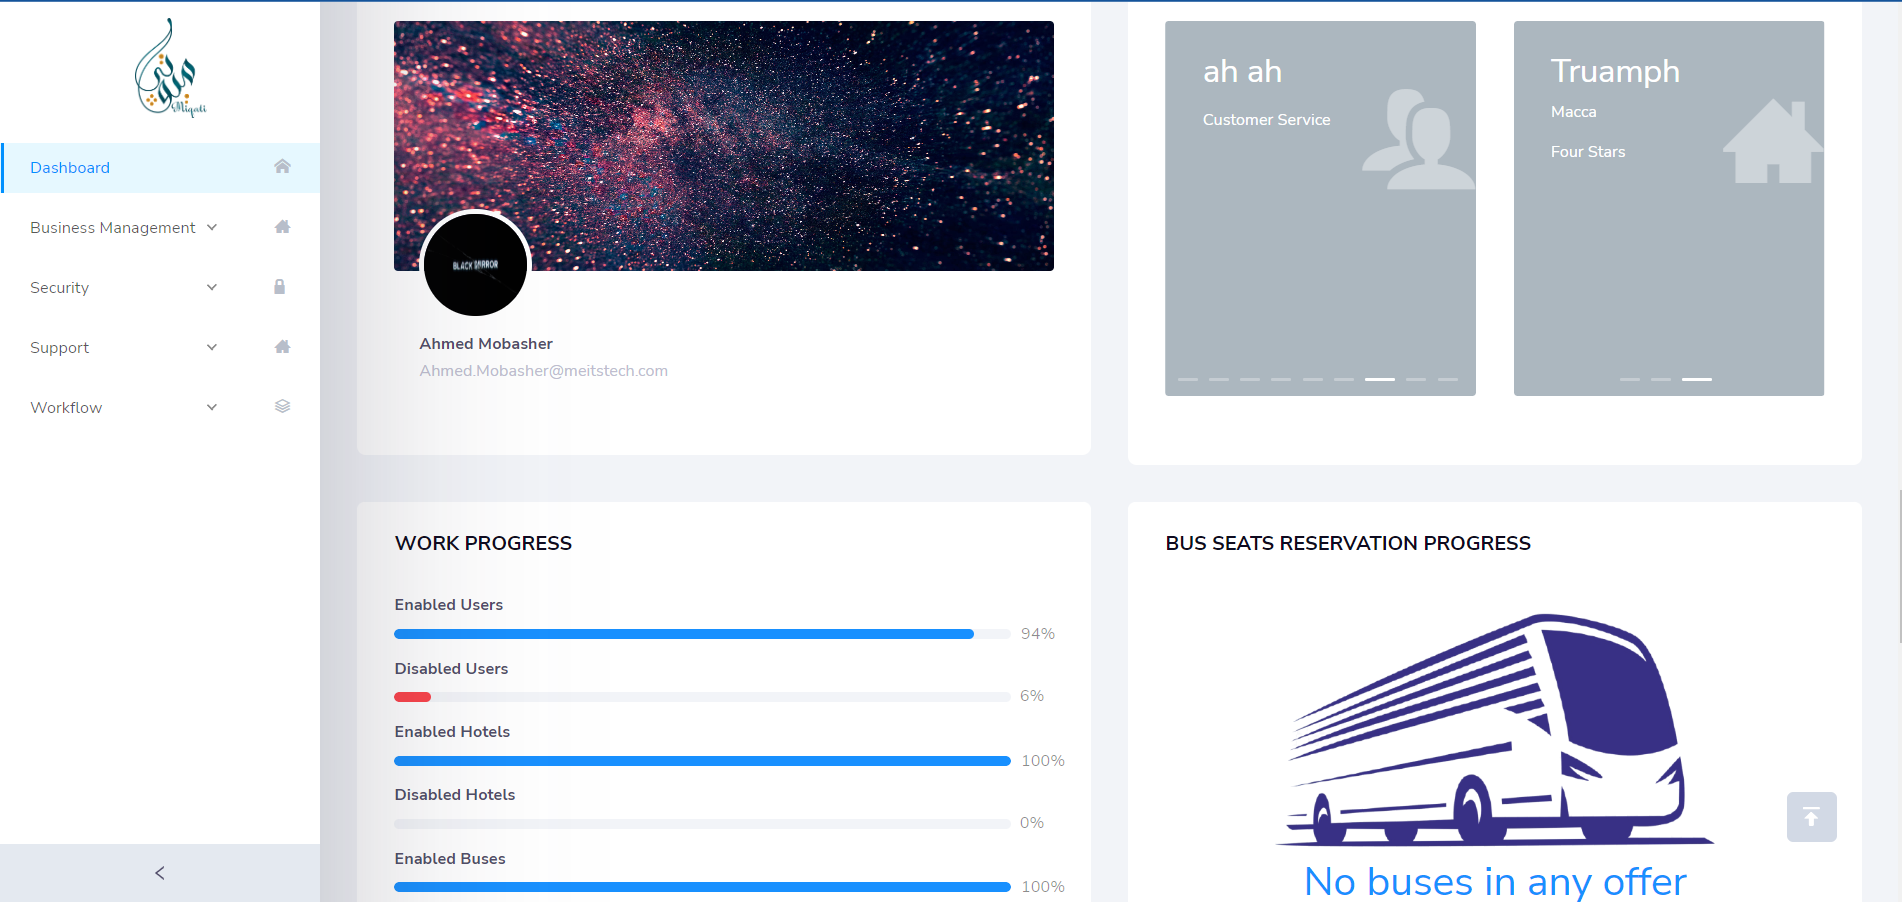 Miqati
Dashboard
Business Management
Security
Support
Workflow
BLACK MIRROR
Ahmed Mobasher
Ahmed.Mobasher@meitstech.com
ah ah
Customer Service
Truamph
Macca
Four Stars
WORK PROGRESS
Enabled Users
94%
Disabled Users
6%
Enabled Hotels
100%
Disabled Hotels
0%
Enabled Buses
100%
BUS SEATS RESERVATION PROGRESS
No buses in any offer